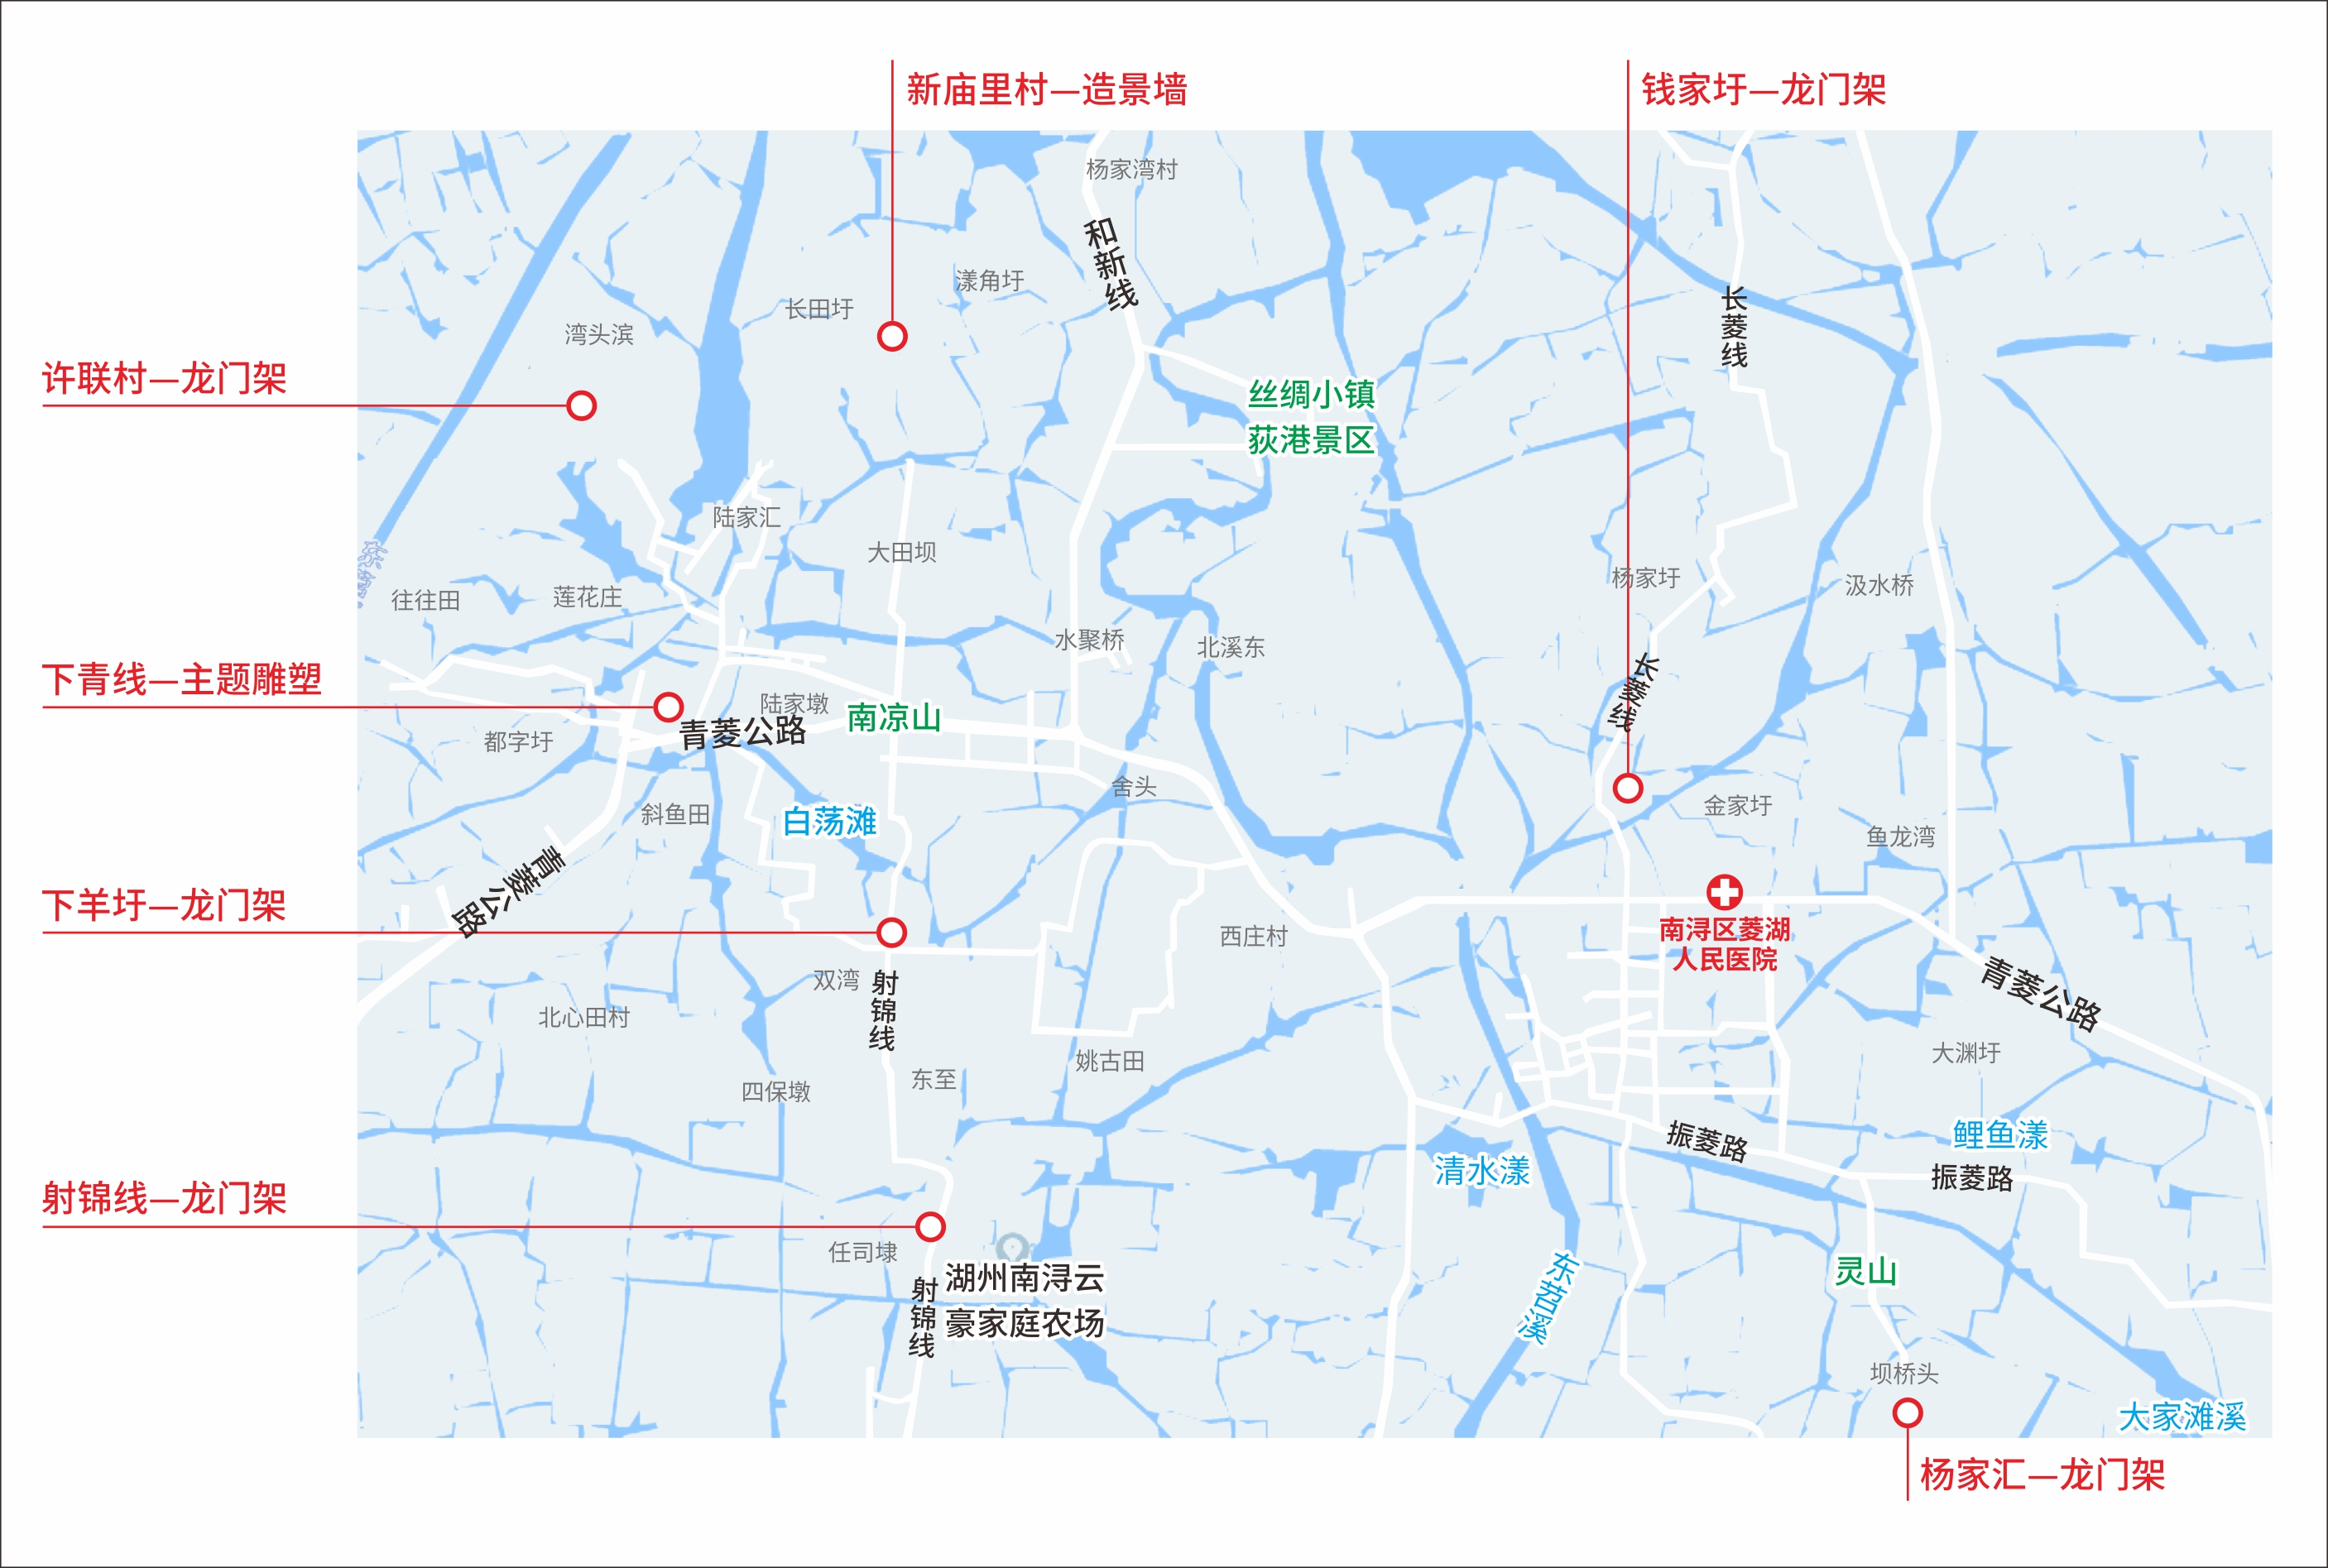 新庙里村—造景墙
钱家圩—龙门架
杨家湾村
和新线
漾角圩
长田圩
湾头滨
长菱线
许联村—龙门架
丝绸小镇
荻港景区
陆家汇
大田坝
杨家圩
汲水桥
往往田
莲花庄
水聚桥
北溪东
下青线—主题雕塑
长菱线
陆家墩
南凉山
青菱公路
都字圩
舍头
金家圩
斜鱼田
白荡滩
鱼龙湾
青菱公路
下羊圩—龙门架
西庄村
南浔区菱湖
人民医院
双湾
射锦线
青菱公路
北心田村
大渊圩
姚古田
东至
四保墩
鲤鱼漾
振菱路
清水漾
振菱路
射锦线—龙门架
任司埭
湖州南浔云
豪家庭农场
射锦线
东苕溪
灵山
坝桥头
大家滩溪
杨家汇—龙门架